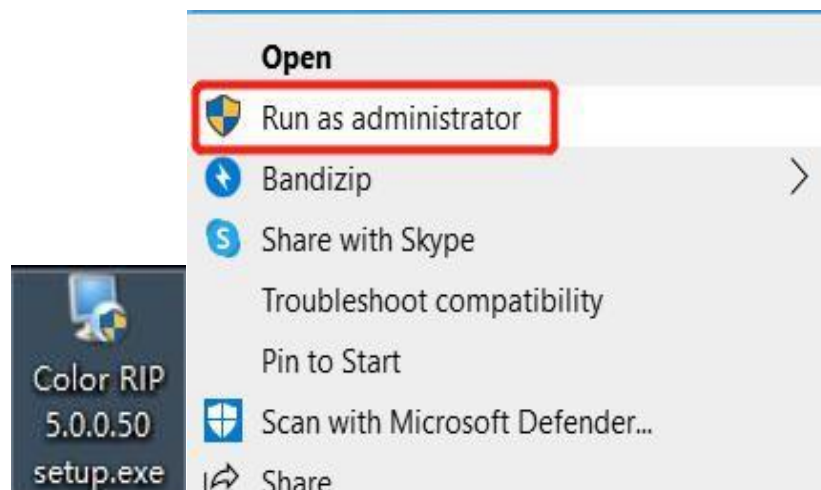 Open
Run as administrator
Bandizip
Share with Skype
Troubleshoot compatibility
Pin to Start
Scan with Microsoft Defender...
Share
Color RIP
5.0.0.50
setup.exe